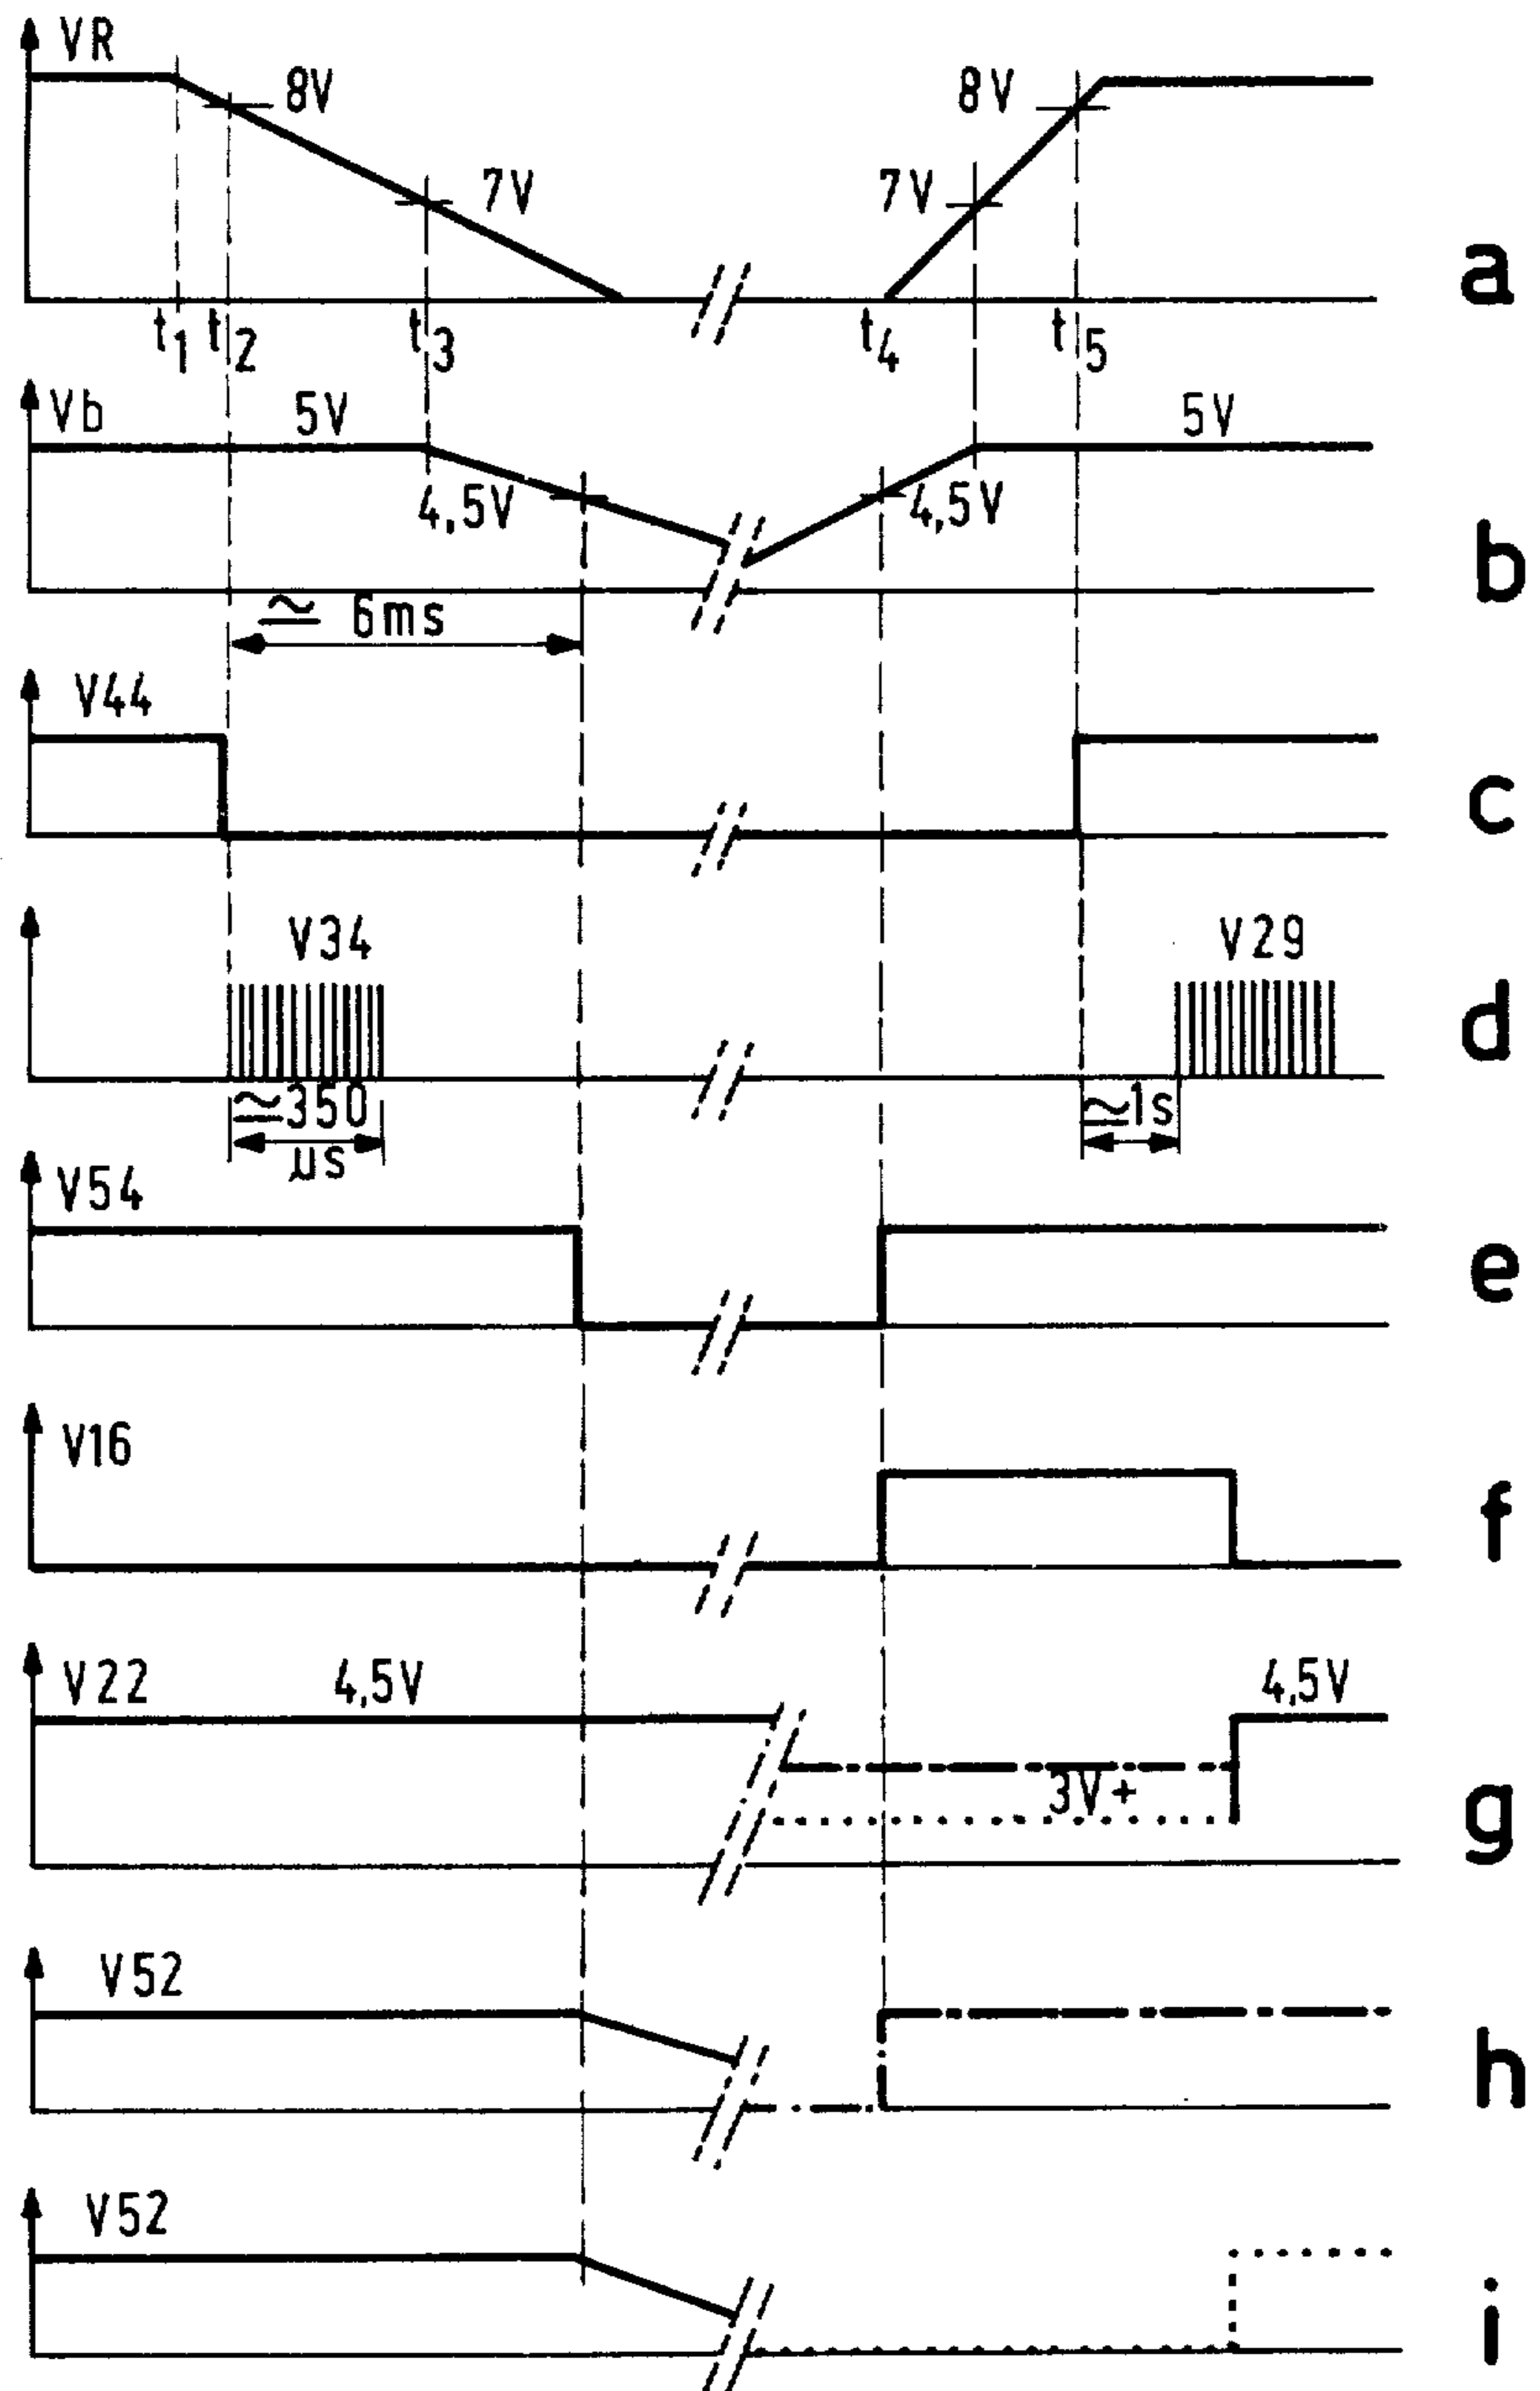 VR
8V
8V
7V
7V
a
t1 t2 t3 t4 t5
Vb
5V
5V
4,5V
4,5V
b
≃ 6ms
V44
c
V34
V29
d
≃350
µs
≃1s
V54
e
V16
f
V22
4,5V
4,5V
3V+
g
V52
h
V52
i